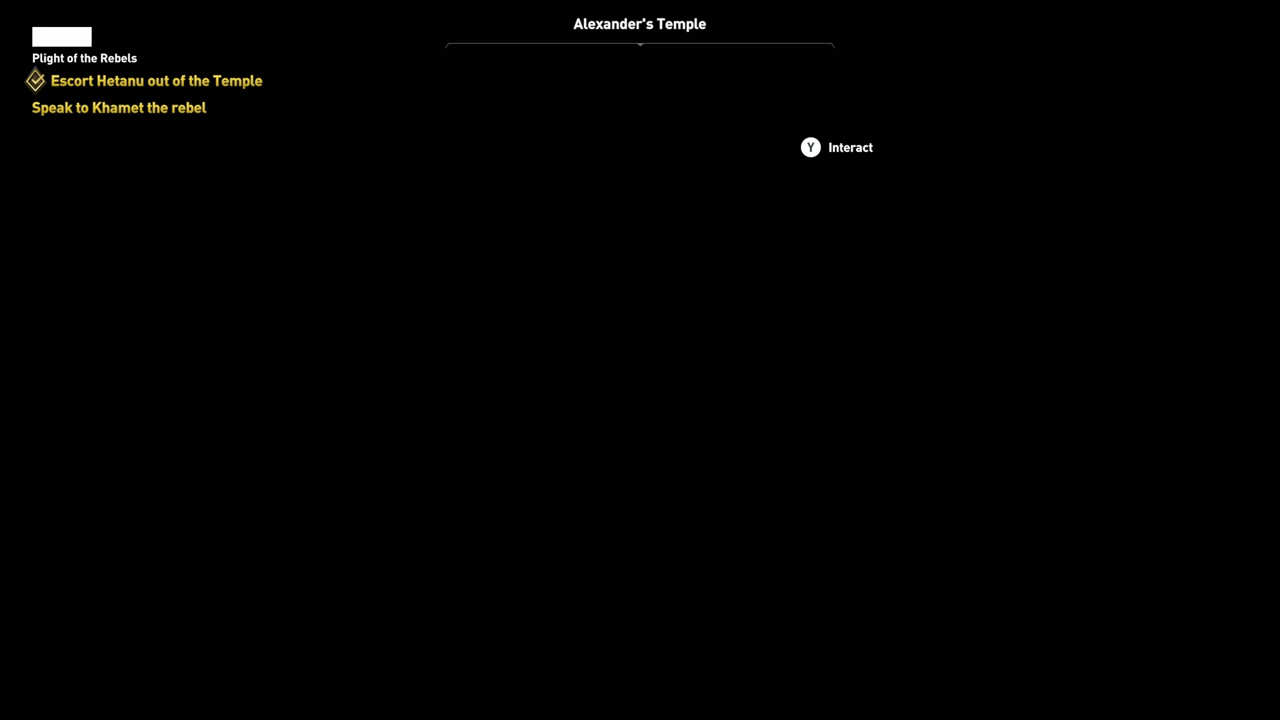 Alexander's Temple
Plight of the Rebels
Escort Hetanu out of the Temple
Speak to Khamet the rebel
Y Interact